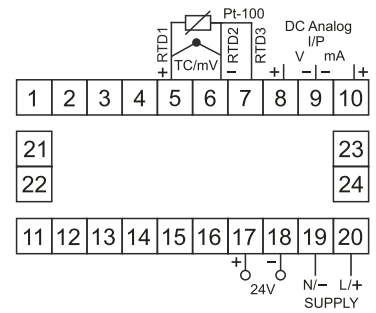 Pt-100
RTD1 RTD2 RTD3
DC Analog
I/P
V mA
TC/mV
+ − + − − +
1 2 3 4 5 6 7 8 9 10
21 23
22 24
11 12 13 14 15 16 17 18 19 20
+ −
24V
N/− L/+
SUPPLY